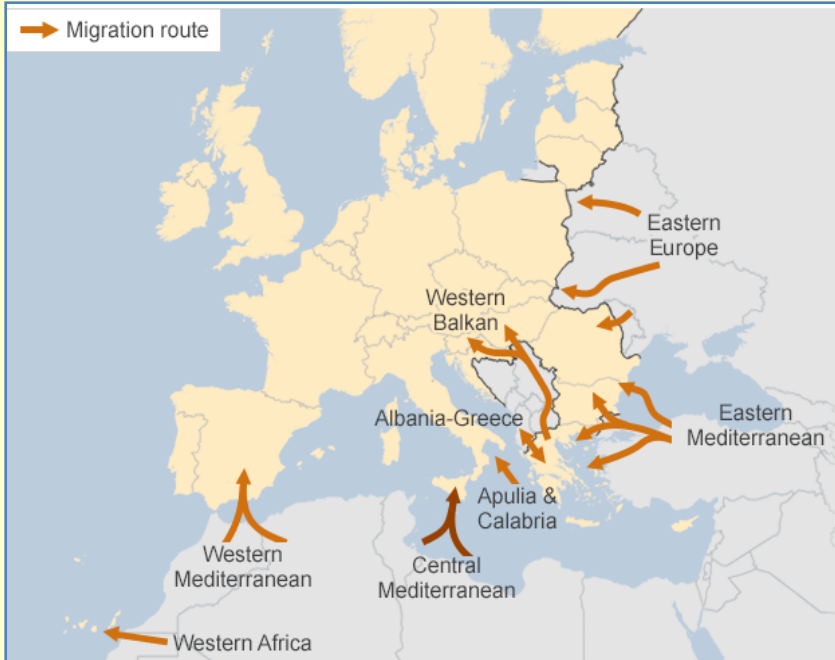 Migration route
Eastern
Europe
Western
Balkan
Albania-Greece
Eastern
Mediterranean
Apulia &
Calabria
Western
Mediterranean
Central
Mediterranean
Western Africa